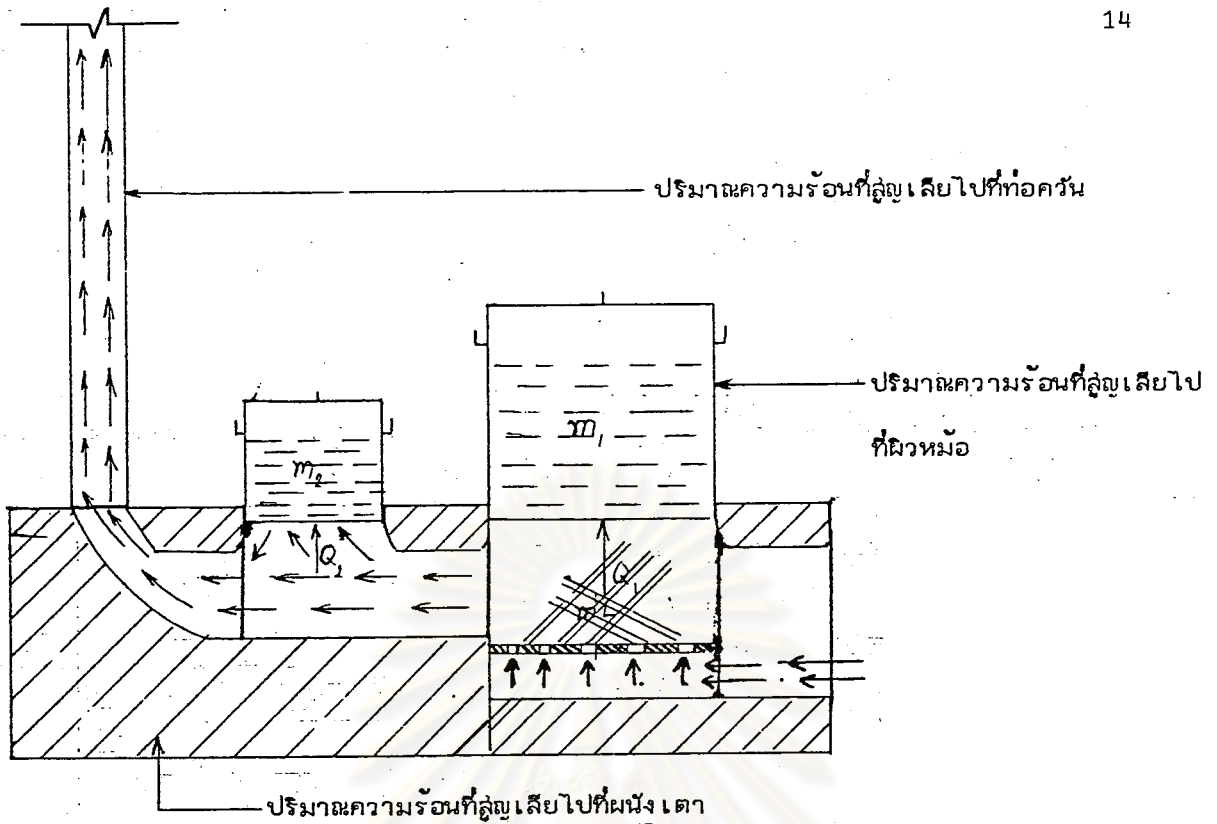 14
ปริมาณความร้อนที่สูญเสียไปที่ท่อควัน
ปริมาณความร้อนที่สูญเสียไป
ที่ผิวหม้อ
m₁
m₂
Q₂
Q₁
ปริมาณความร้อนที่สูญเสียไปที่ผนังเตา